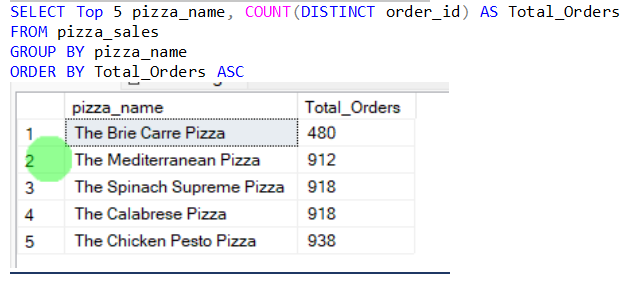 SELECT Top 5 pizza_name, COUNT(DISTINCT order_id) AS Total_Orders
FROM pizza_sales
GROUP BY pizza_name
ORDER BY Total_Orders ASC
pizza_name Total_Orders
1 The Brie Carre Pizza 480
2 The Mediterranean Pizza 912
3 The Spinach Supreme Pizza 918
4 The Calabrese Pizza 918
5 The Chicken Pesto Pizza 938